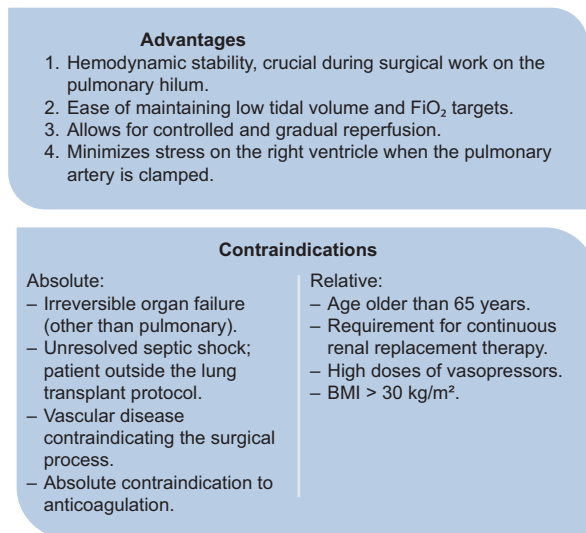 Advantages
1. Hemodynamic stability, crucial during surgical work on the
pulmonary hilum.
2. Ease of maintaining low tidal volume and FiO₂ targets.
3. Allows for controlled and gradual reperfusion.
4. Minimizes stress on the right ventricle when the pulmonary
artery is clamped.
Contraindications
Absolute:
– Irreversible organ failure
(other than pulmonary).
– Unresolved septic shock;
patient outside the lung
transplant protocol.
– Vascular disease
contraindicating the surgical
process.
– Absolute contraindication to
anticoagulation.
Relative:
– Age older than 65 years.
– Requirement for continuous
renal replacement therapy.
– High doses of vasopressors.
– BMI > 30 kg/m².